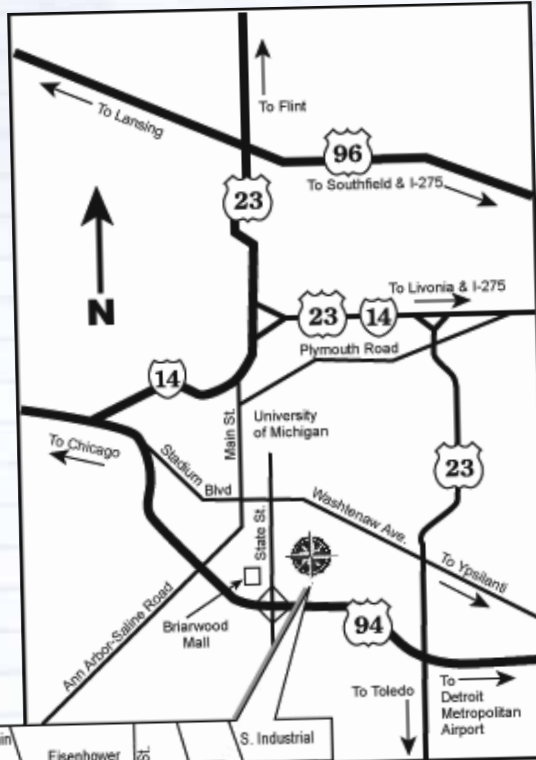 To Flint
To Lansing
96
23
To Southfield & I-275
N
To Livonia & I-275
23
14
Plymouth Road
14
Main St.
University
of Michigan
To Chicago
Stadium
Blvd
23
State St.
Washtenaw Ave.
To Ypsilanti
Ann Arbor-Saline Road
Briarwood
Mall
94
To Toledo
To
Detroit
Metropolitan
Airport
S. Industrial
Eisenhower
St.